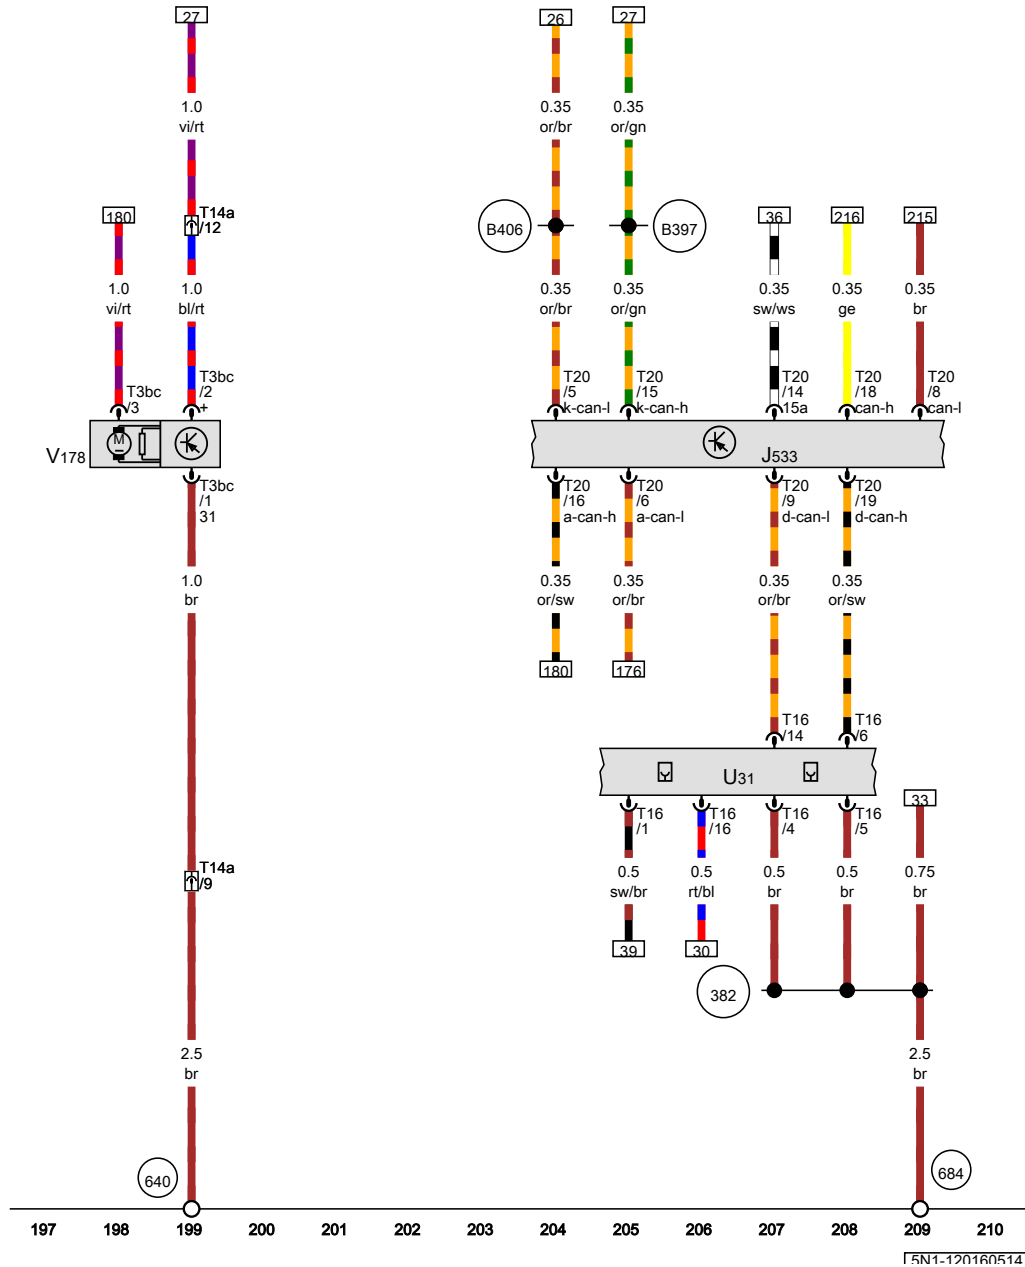 27
26
27
1.0
vi/rt
0.35
or/br
0.35
or/gn
180
T14a
/12
B406
B397
36
216
215
1.0
vi/rt
1.0
bl/rt
0.35
or/br
0.35
or/gn
0.35
sw/ws
0.35
ge
0.35
br
T3bc
/3
T3bc
/2
+
T20
/5
k-can-l
T20
/15
k-can-h
T20
/14
15a
T20
/18
can-h
T20
/8
can-l
M
V178
J533
T3bc
/1
31
T20
/16
a-can-h
T20
/6
a-can-l
T20
/9
d-can-l
T20
/19
d-can-h
1.0
br
0.35
or/sw
0.35
or/br
0.35
or/br
0.35
or/sw
180
176
T16
/14
T16
/6
U31
33
T16
/1
T16
/16
T16
/4
T16
/5
T14a
/9
0.5
sw/br
0.5
rt/bl
0.5
br
0.5
br
0.75
br
39
30
382
2.5
br
2.5
br
640
684
197 198 199 200 201 202 203 204 205 206 207 208 209 210
5N1-120160514